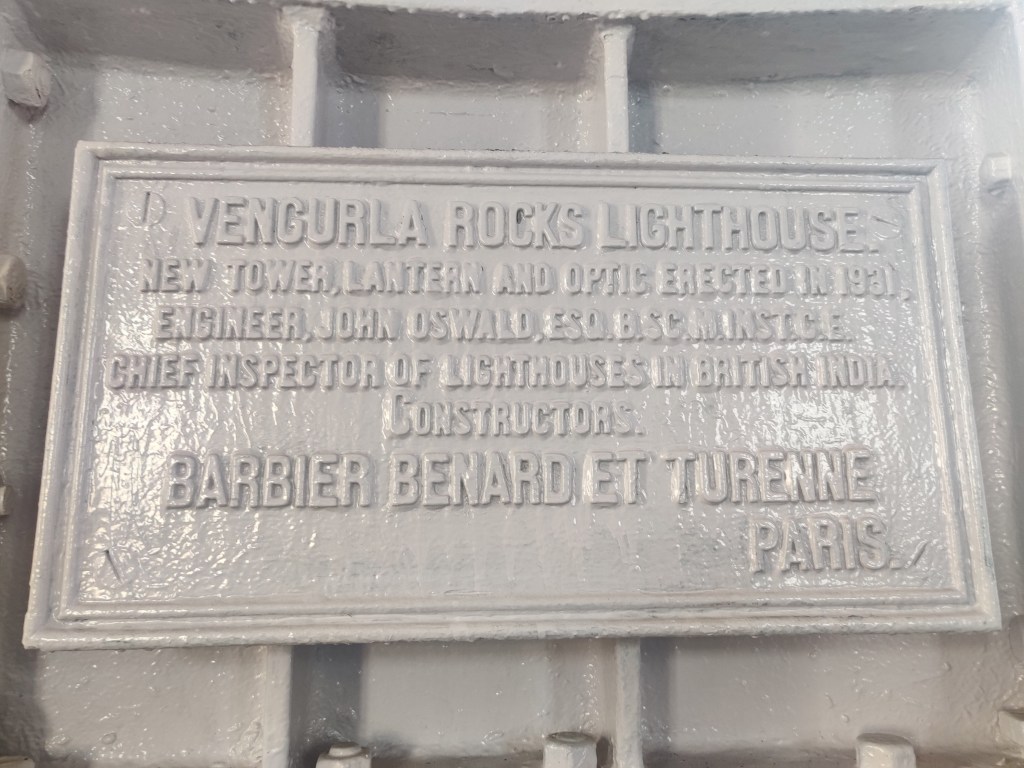 VENGURLA ROCKS LIGHTHOUSE.
NEW TOWER, LANTERN AND OPTIC ERECTED IN 1931,
ENGINEER, JOHN OSWALD, ESQ. B.SC. M. INST. C.E.
CHIEF INSPECTOR OF LIGHTHOUSES IN BRITISH INDIA.
CONSTRUCTORS.
BARBIER BENARD ET TURENNE
PARIS.